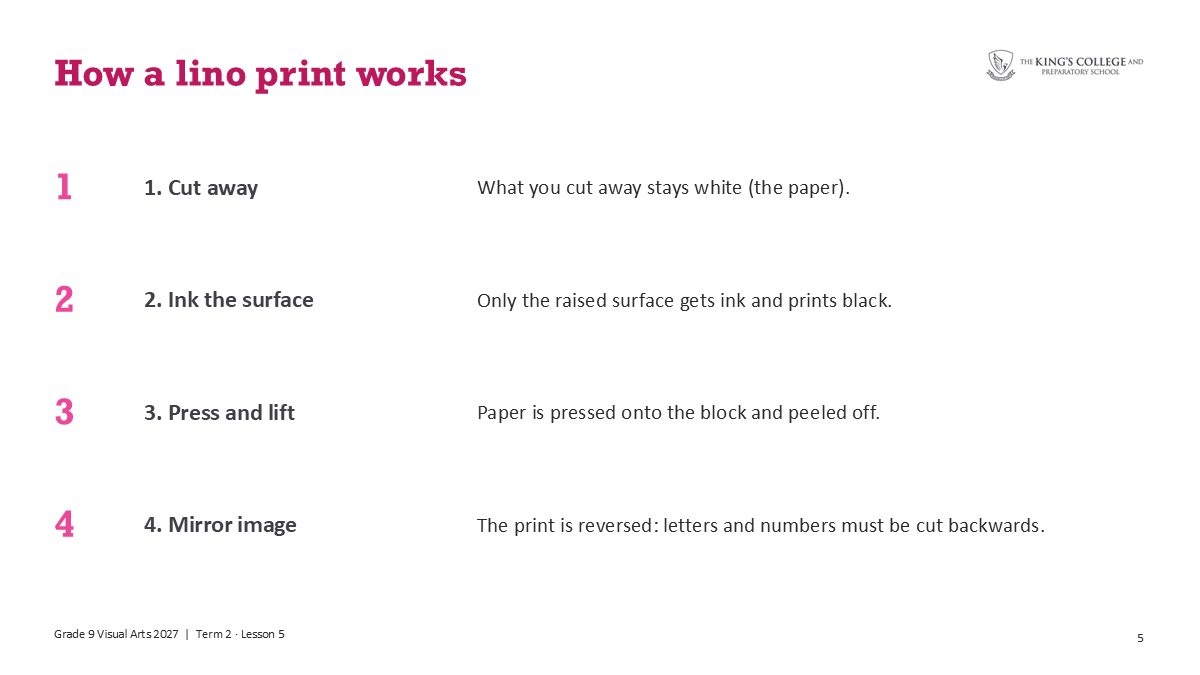 How a lino print works
THE KING'S COLLEGE AND
PREPARATORY SCHOOL
1
1. Cut away
What you cut away stays white (the paper).
2
2. Ink the surface
Only the raised surface gets ink and prints black.
3
3. Press and lift
Paper is pressed onto the block and peeled off.
4
4. Mirror image
The print is reversed: letters and numbers must be cut backwards.
Grade 9 Visual Arts 2027 | Term 2 · Lesson 5
5